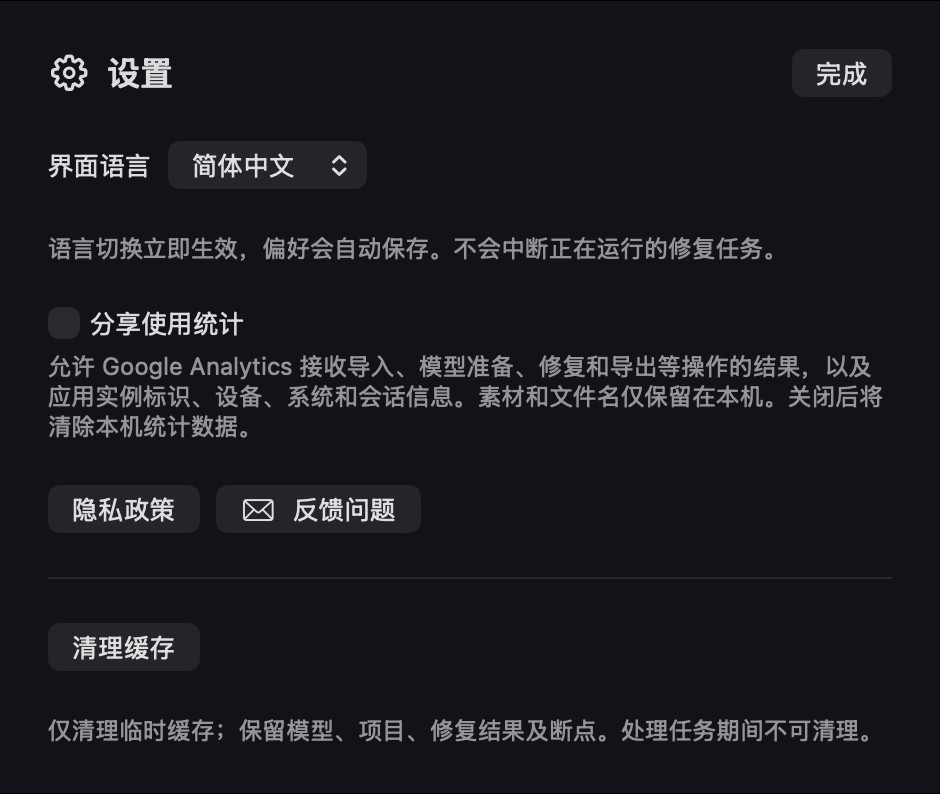 设置
完成
界面语言
简体中文
语言切换立即生效，偏好会自动保存。不会中断正在运行的修复任务。
分享使用统计
允许 Google Analytics 接收导入、模型准备、修复和导出等操作的结果，以及
应用实例标识、设备、系统和会话信息。素材和文件名仅保留在本机。关闭后将
清除本机统计数据。
隐私政策
反馈问题
清理缓存
仅清理临时缓存；保留模型、项目、修复结果及断点。处理任务期间不可清理。